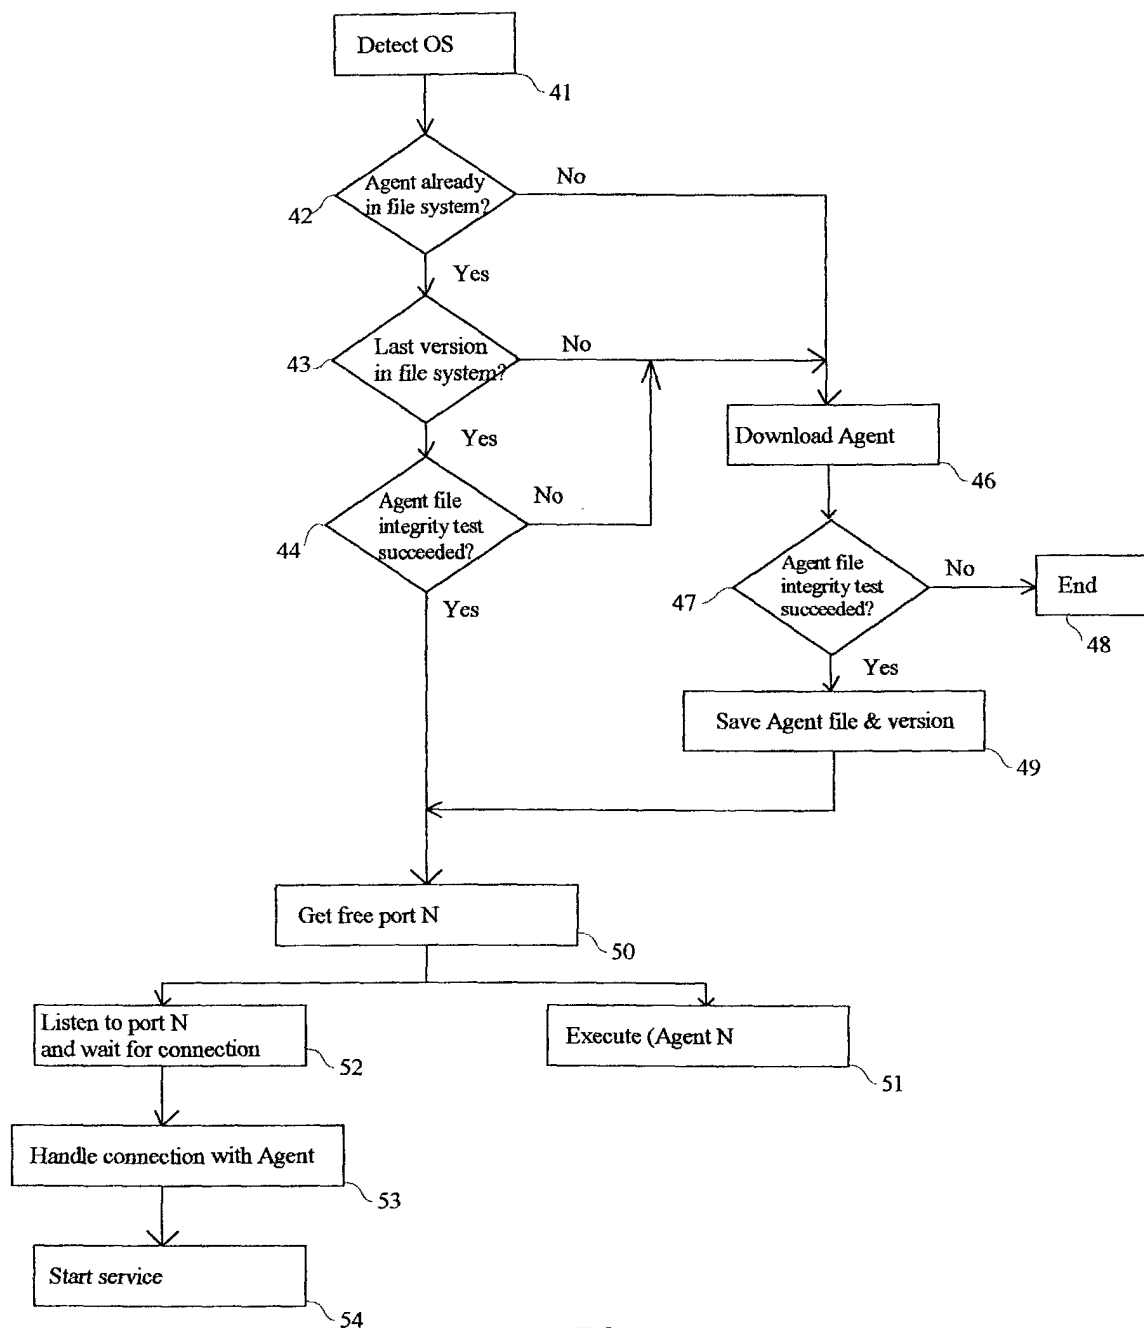 Detect OS
41
Agent already
in file system?
No
42
Yes
Last version
in file system?
No
43
Yes
Download Agent
46
Agent file
integrity test
succeeded?
No
44
Yes
Agent file
integrity test
succeeded?
No
47
End
48
Yes
Save Agent file & version
49
Get free port N
50
Listen to port N
and wait for connection
52
Execute (Agent N
51
Handle connection with Agent
53
Start service
54